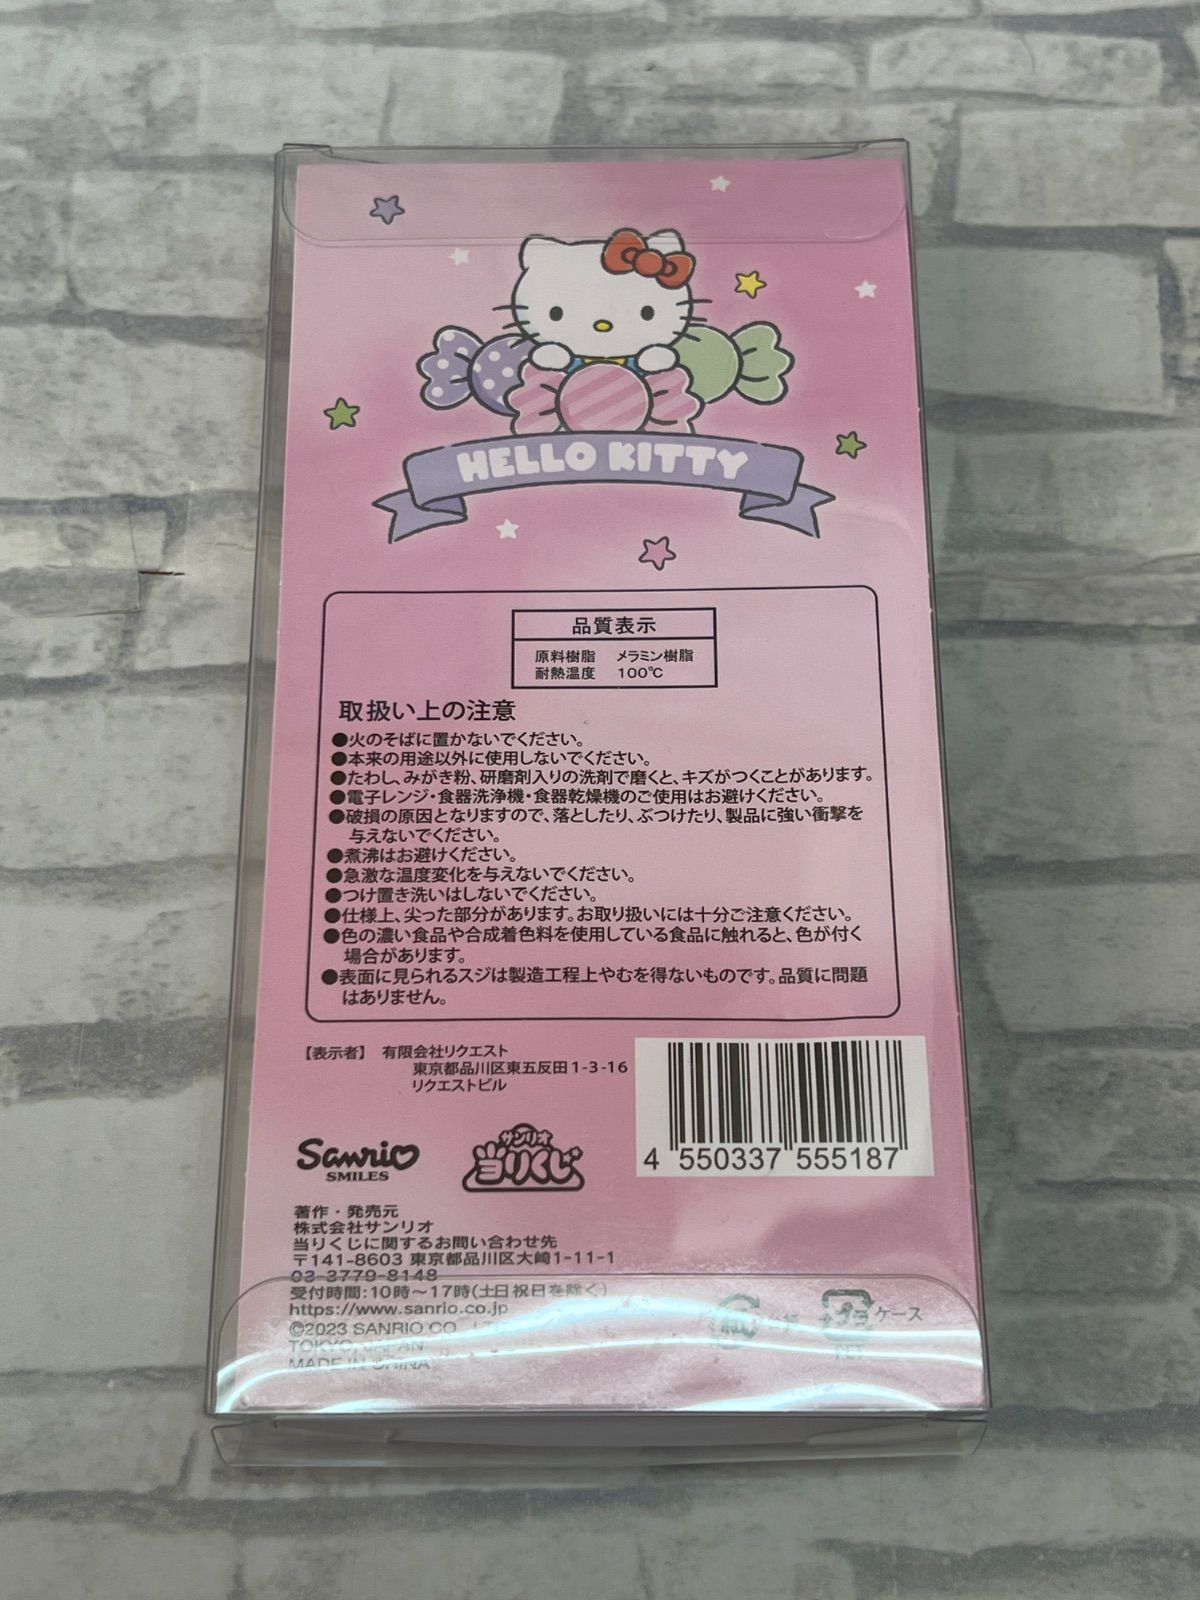 HELLO KITTY
品質表示
原料樹脂 メラミン樹脂
耐熱温度 100℃
取扱い上の注意
●火のそばに置かないでください。
●本来の用途以外に使用しないでください。
●たわし、みがき粉、研磨剤入りの洗剤で磨くと、キズがつくことがあります。
●電子レンジ・食器洗浄機・食器乾燥機のご使用はお避けください。
●破損の原因となりますので、落としたり、ぶつけたり、製品に強い衝撃を
与えないでください。
●煮沸はお避けください。
●急激な温度変化を与えないでください。
●つけ置き洗いはしないでください。
●仕様上、尖った部分があります。お取り扱いには十分ご注意ください。
●色の濃い食品や合成着色料を使用している食品に触れると、色が付く
場合があります。
●表面に見られるスジは製造工程上やむを得ないものです。品質に問題
はありません。
【表示者】 有限会社リクエスト
東京都品川区東五反田1-3-16
リクエストビル
4 550337 555187
Sanrio
SMILES
サンリオ
当りくじ
著作・発売元
株式会社サンリオ
当りくじに関するお問い合わせ先
〒141-8603 東京都品川区大崎1-11-1
03-3779-8148
受付時間:10時〜17時(土日祝日を除く)
https://www.sanrio.co.jp
©2023 SANRIO CO., LTD.
TOKYO, JAPAN
MADE IN CHINA
紙
プラ ケース
PET